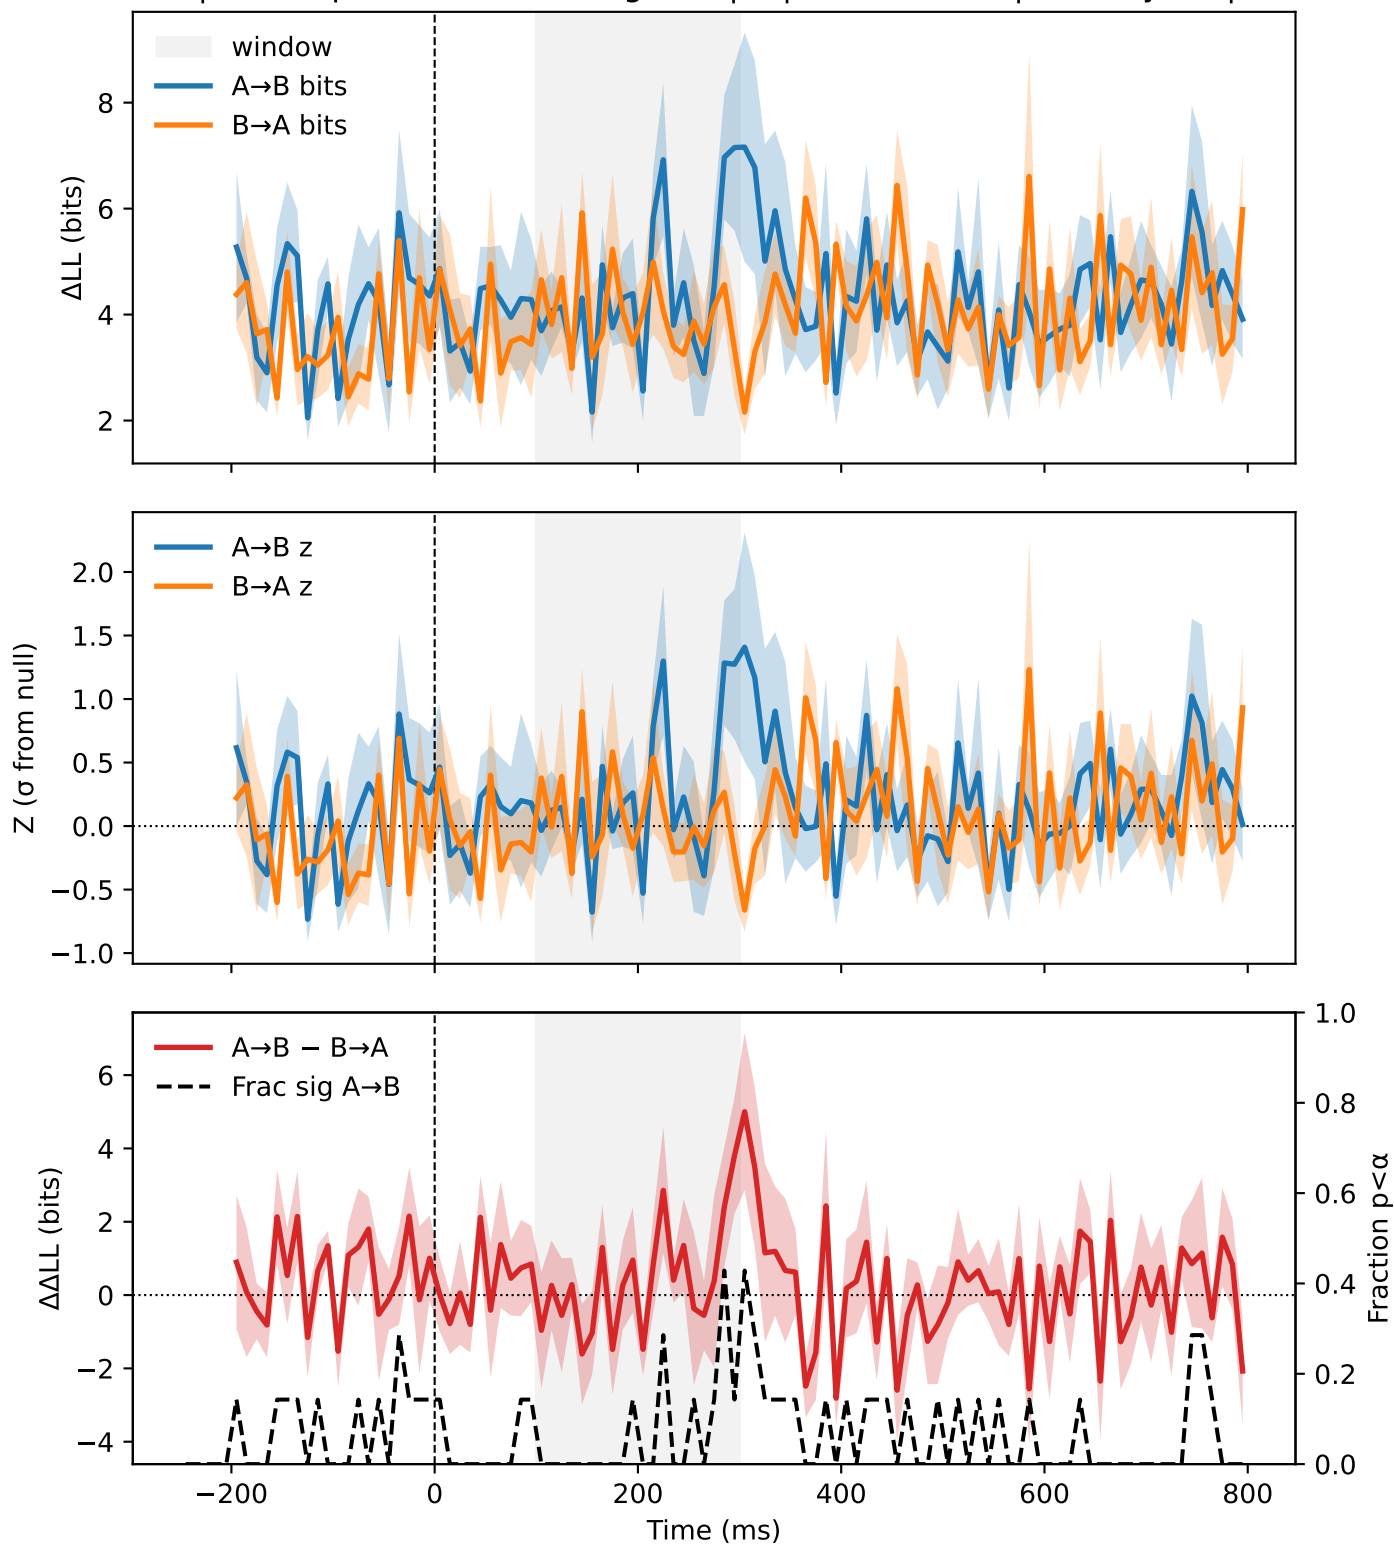 window
A→B bits
B→A bits
ΔLL (bits)
8
6
4
2
A→B z
B→A z
Z (σ from null)
2.0
1.5
1.0
0.5
0.0
−0.5
−1.0
A→B − B→A
Frac sig A→B
ΔΔLL (bits)
6
4
2
0
−2
−4
1.0
0.8
0.6
0.4
0.2
0.0
Fraction p<α
−200
0
200
400
600
800
Time (ms)